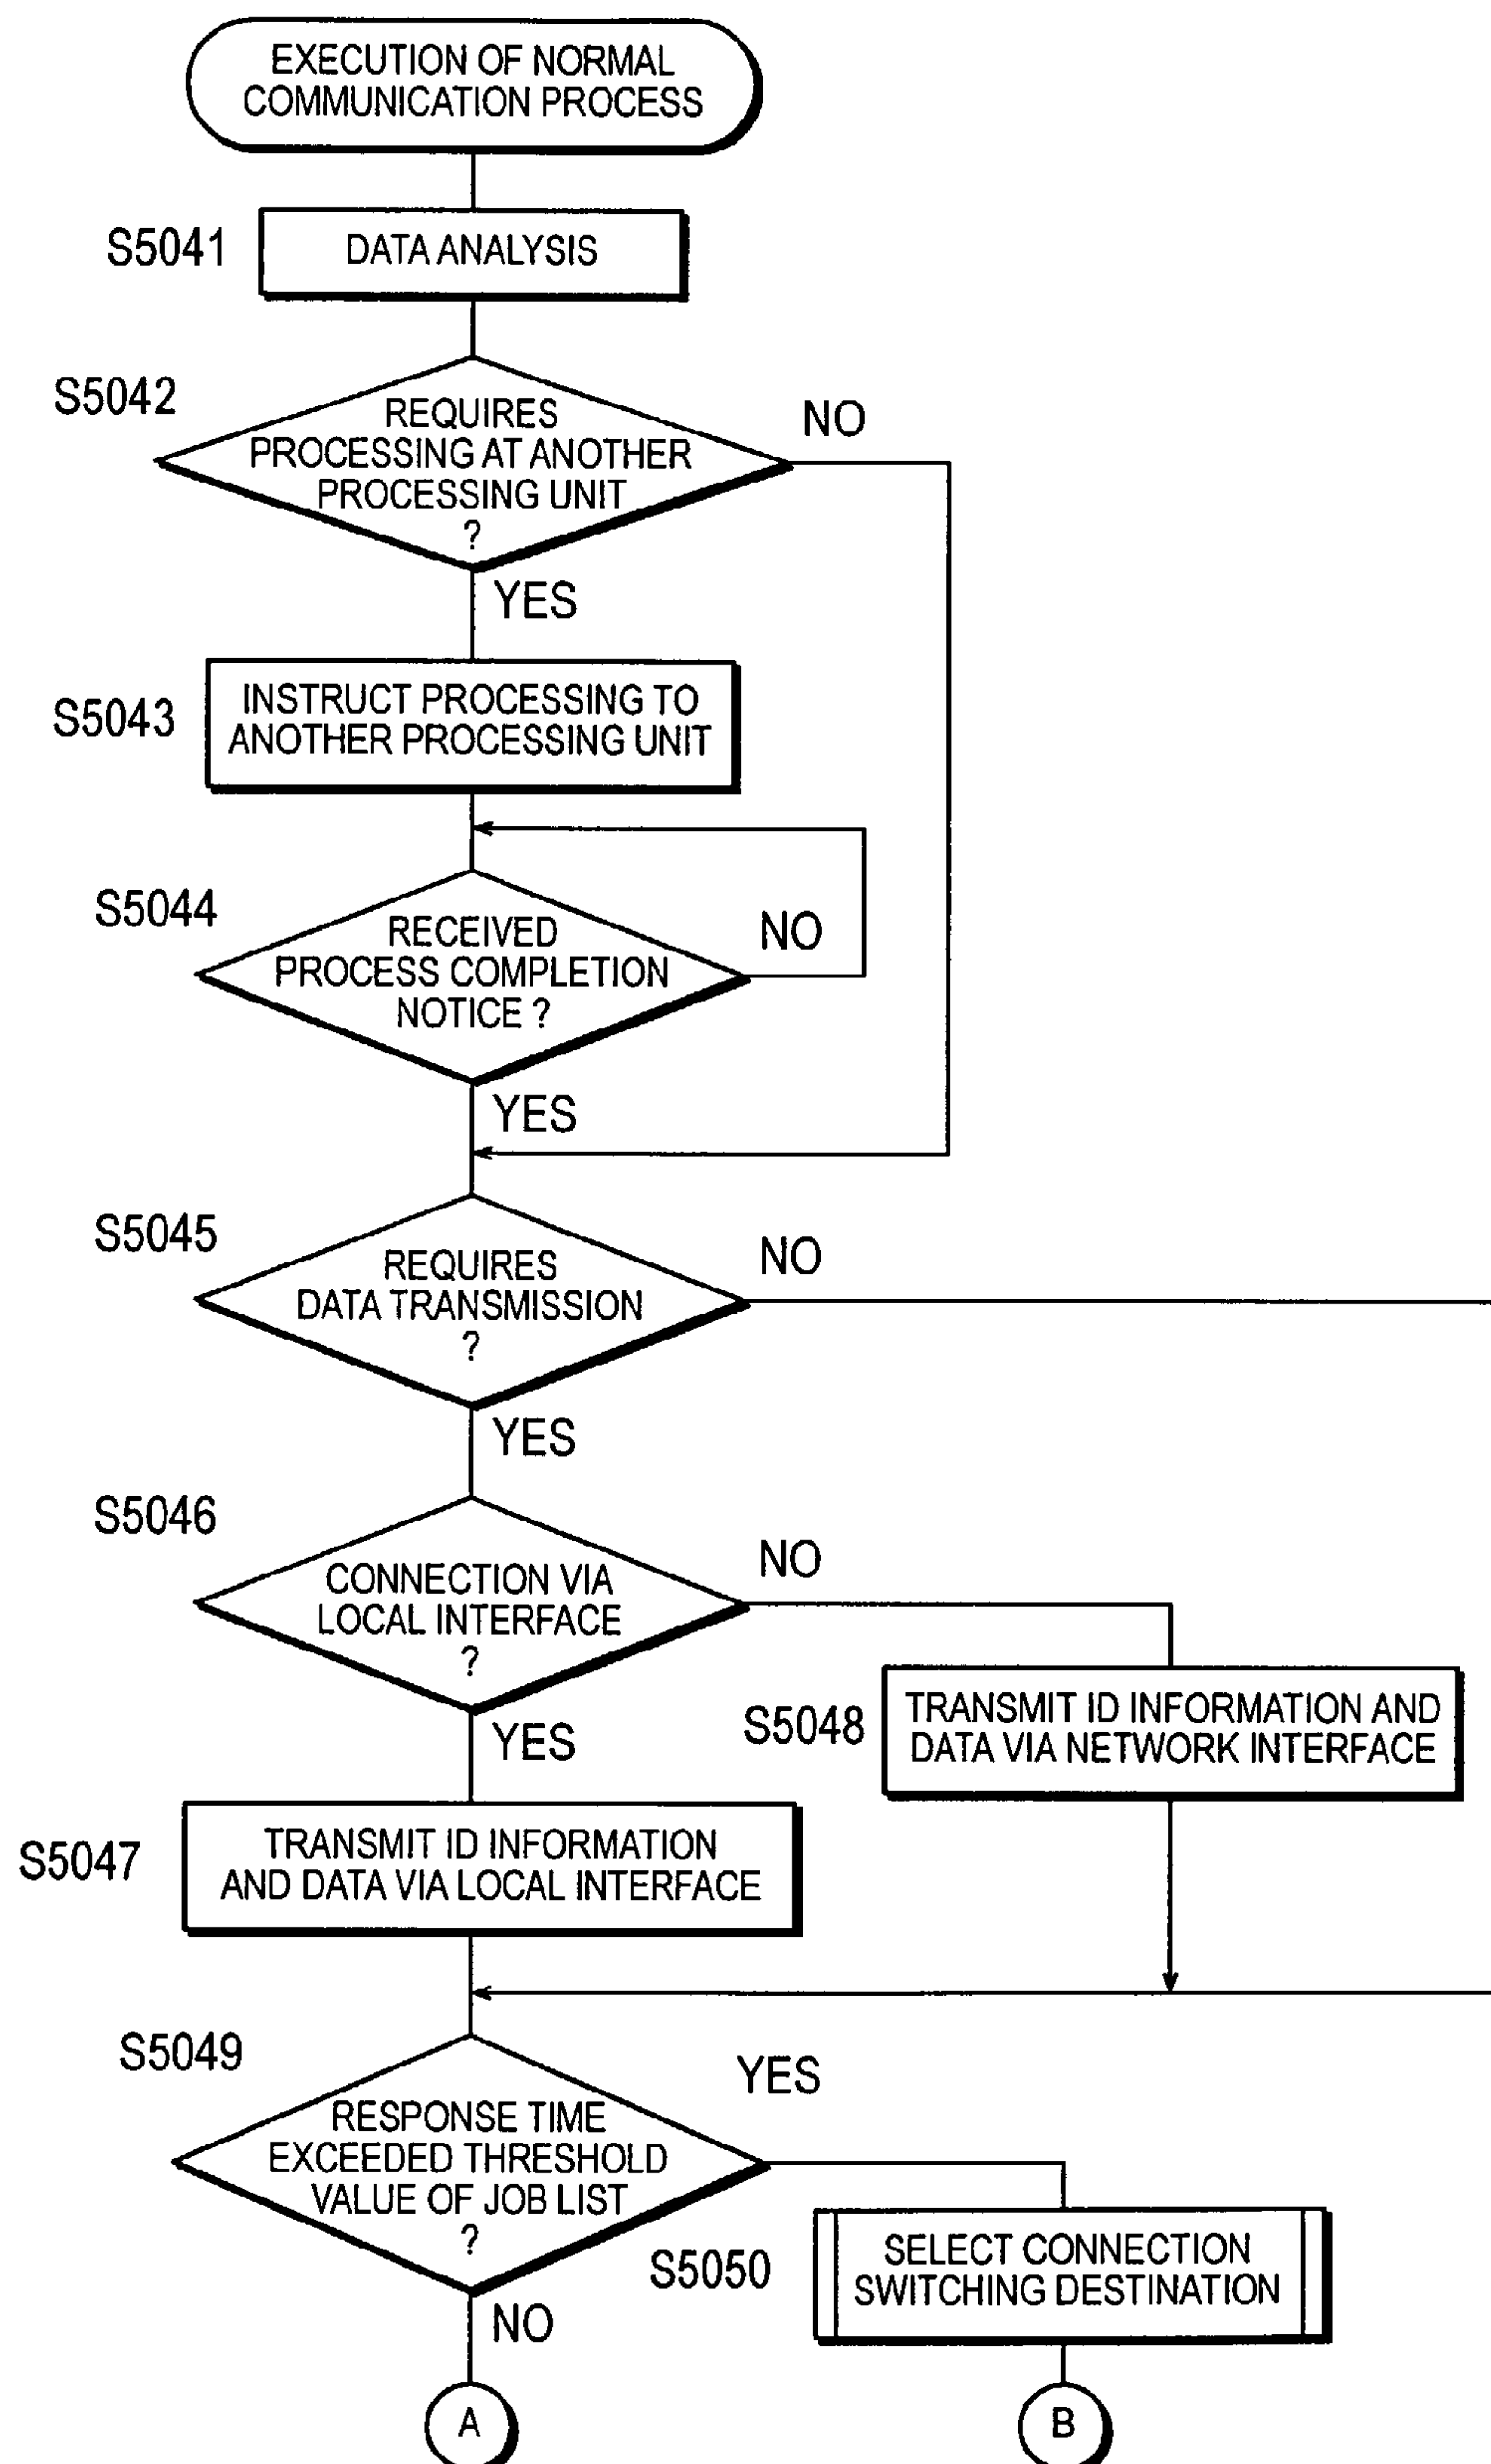 EXECUTION OF NORMAL
COMMUNICATION PROCESS
S5041
DATA ANALYSIS
S5042
REQUIRES
PROCESSING AT ANOTHER
PROCESSING UNIT
?
NO
YES
S5043
INSTRUCT PROCESSING TO
ANOTHER PROCESSING UNIT
S5044
RECEIVED
PROCESS COMPLETION
NOTICE ?
NO
YES
S5045
REQUIRES
DATA TRANSMISSION
?
NO
YES
S5046
CONNECTION VIA
LOCAL INTERFACE
?
NO
YES
S5048
TRANSMIT ID INFORMATION AND
DATA VIA NETWORK INTERFACE
S5047
TRANSMIT ID INFORMATION
AND DATA VIA LOCAL INTERFACE
S5049
RESPONSE TIME
EXCEEDED THRESHOLD
VALUE OF JOB LIST
?
YES
NO
S5050
SELECT CONNECTION
SWITCHING DESTINATION
A
B